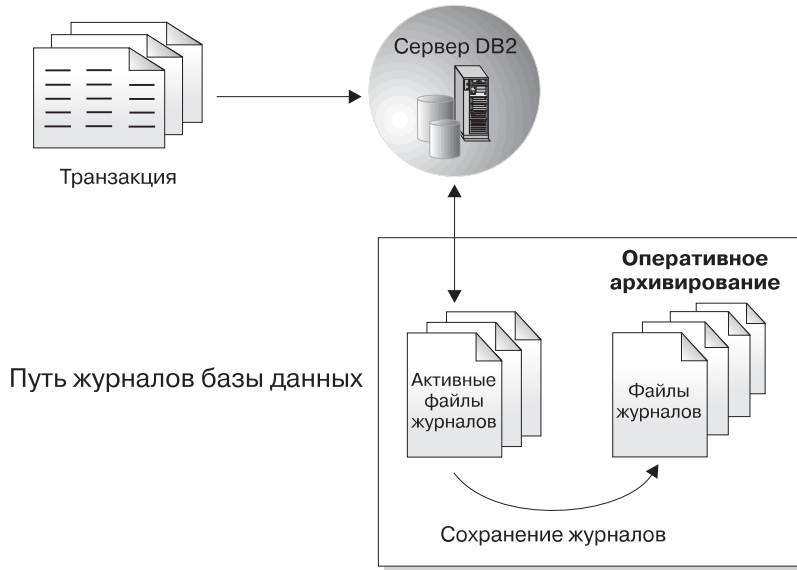 Сервер DB2
Транзакция
Оперативное
архивирование
Путь журналов базы данных
Активные
файлы
журналов
Файлы
журналов
Сохранение журналов